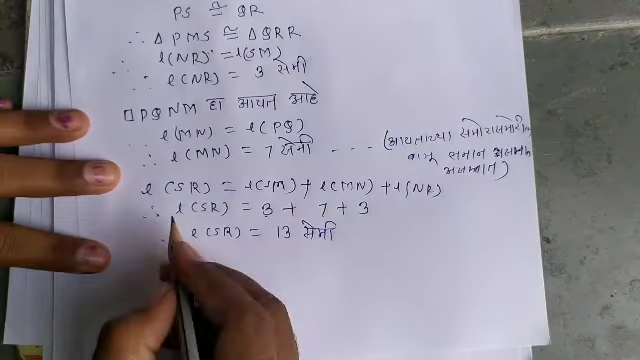 PS ≅ QR
∴ Δ PMS ≅ Δ QRR
∴ l(NR) = l(SM)
∴ l(NR) = 3 सेमी
□PQNM हा आयत आहे
∴ l(MN) = l(PQ)
∴ l(MN) = 7 सेमी ---- (आयताच्या समोरासमोरील
बाजू समान असतात)
l(SR) = l(SM) + l(MN) + l(NR)
∴ l(SR) = 3 + 7 + 3
l(SR) = 13 सेमी